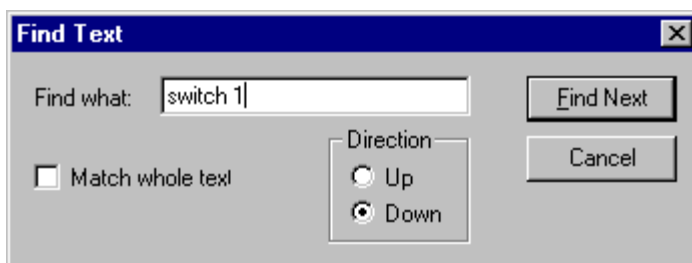 Find Text
Find what: switch 1 Find Next
Direction Cancel
Match whole text Up
Down